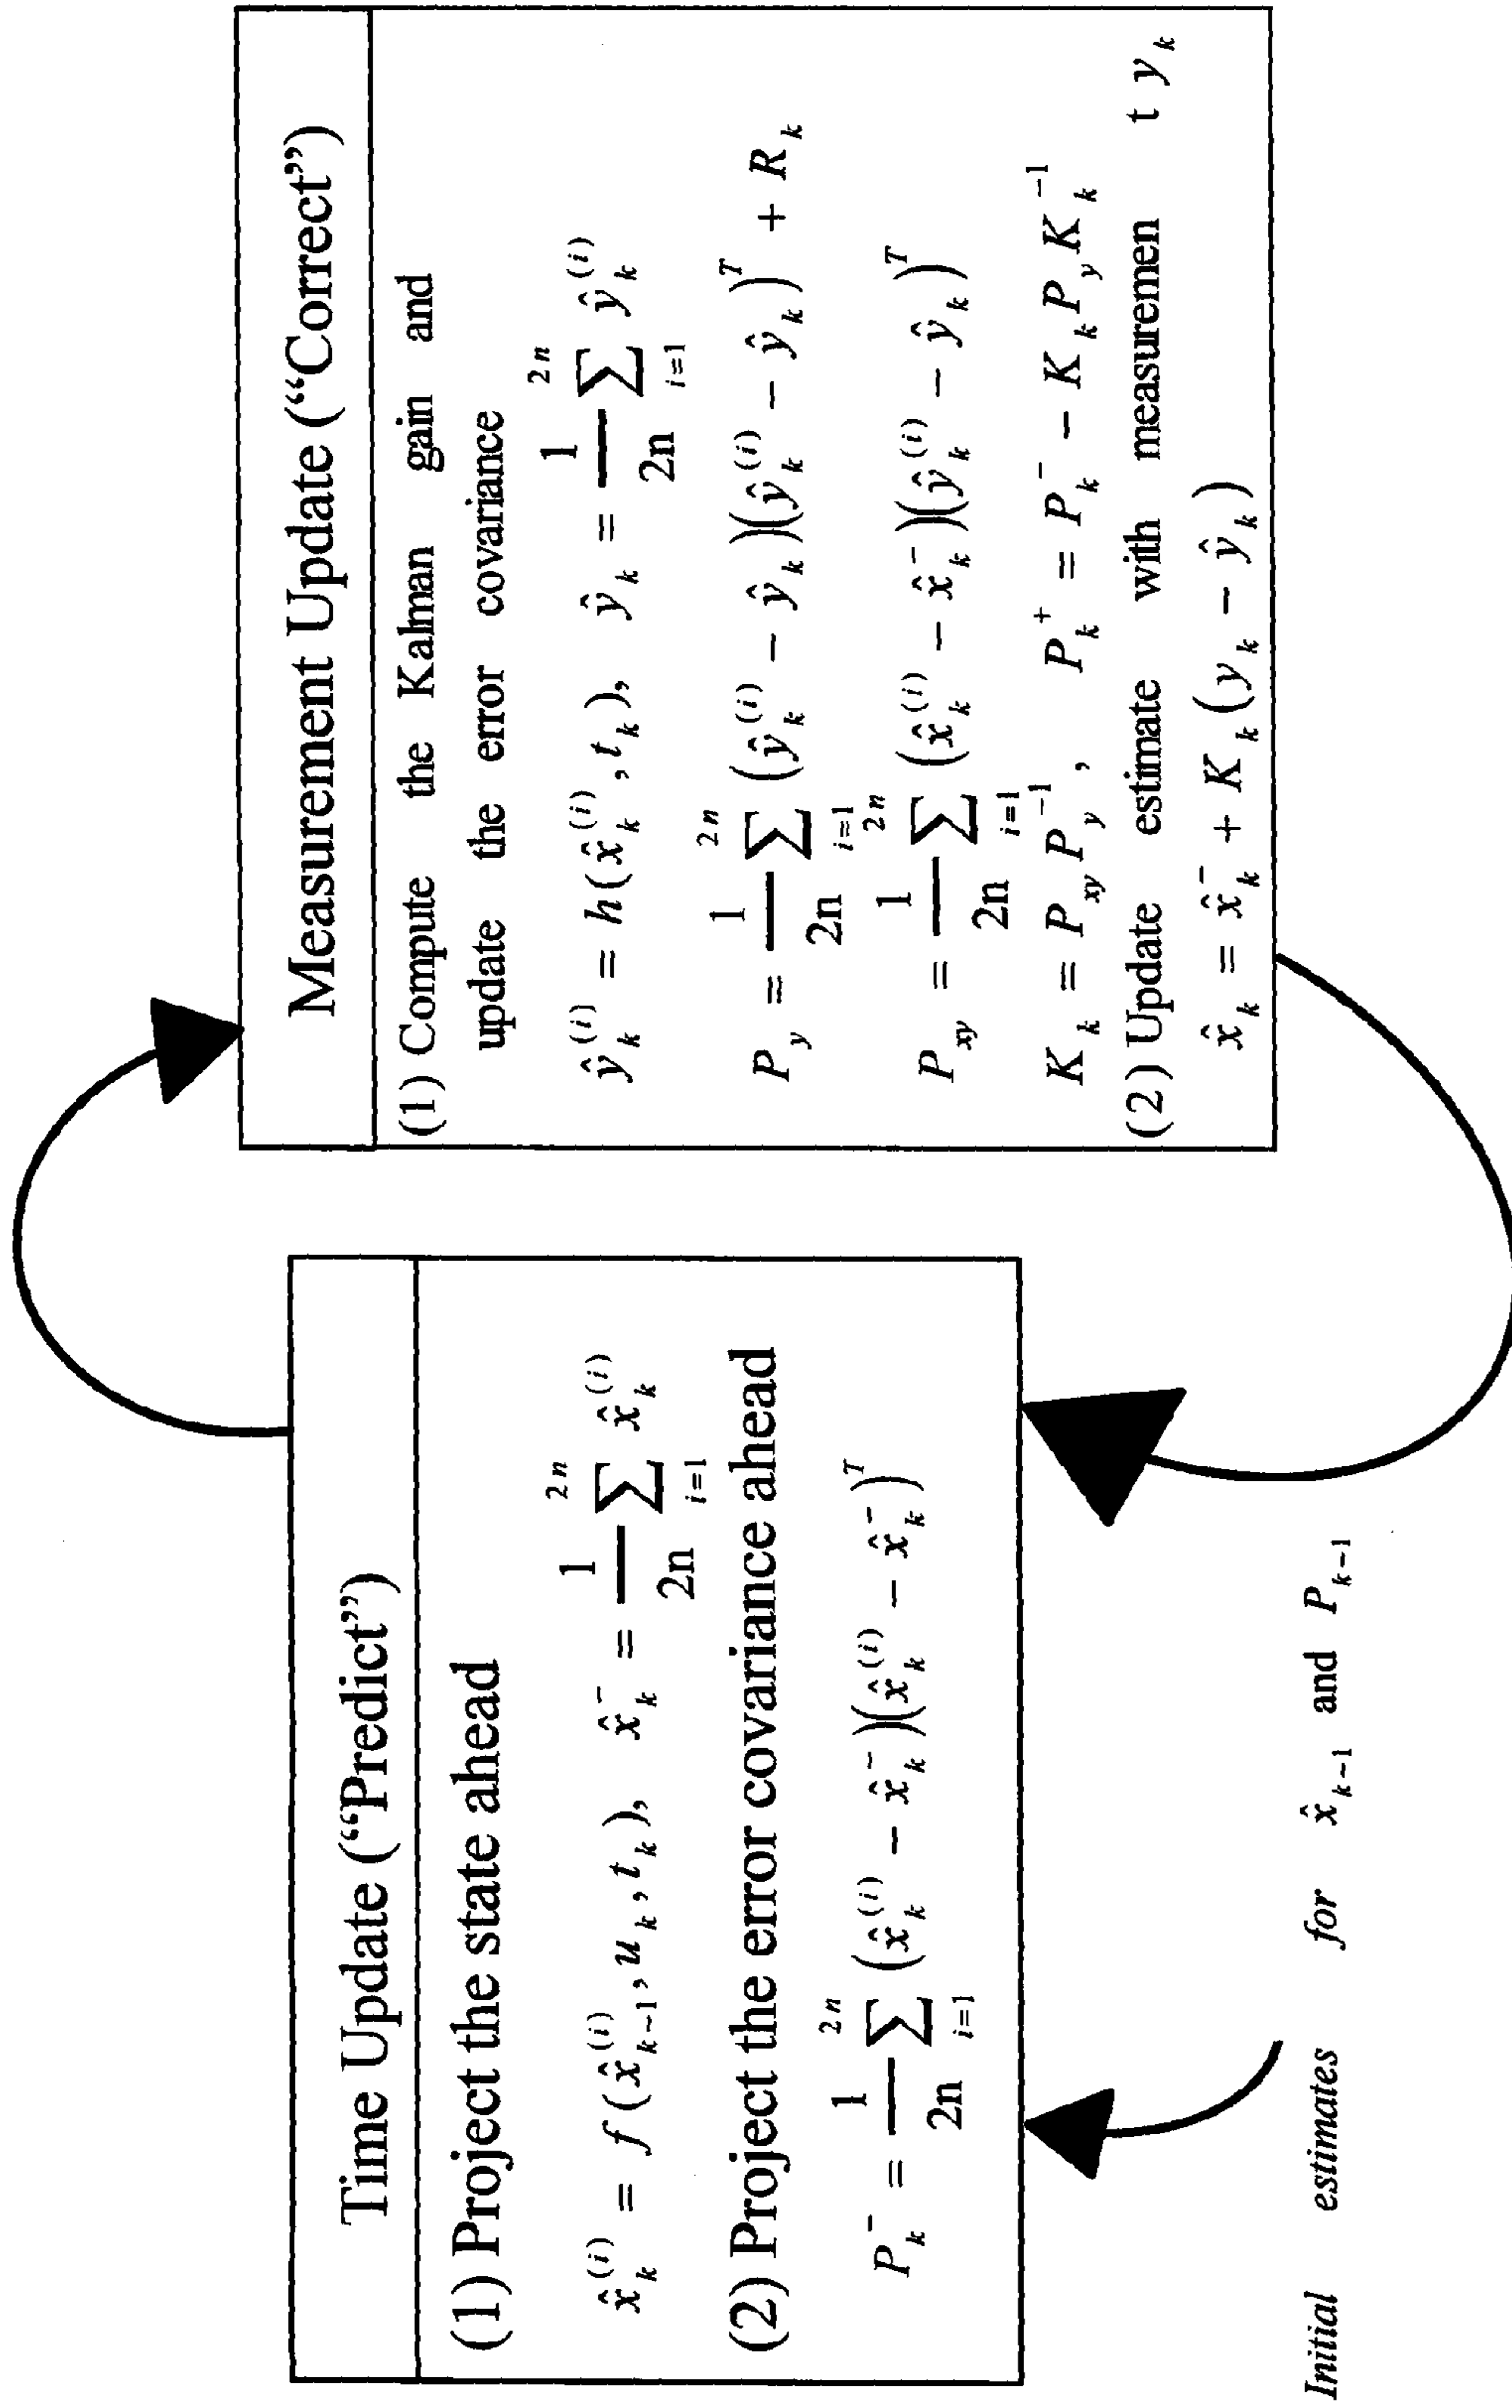 Time Update (“Predict”)
(1) Project the state ahead
x̂_k^(i) = f(x̂_{k-1}^(i), u_k, t_k), x̂_k^- = 1/2n ∑_{i=1}^{2n} x̂_k^(i)
(2) Project the error covariance ahead
P_k^- = 1/2n ∑_{i=1}^{2n} (x̂_k^(i) − x̂_k^-)(x̂_k^(i) − x̂_k^-)^T
Initial estimates for x̂_{k-1} and P_{k-1}
Measurement Update (“Correct”)
(1) Compute the Kalman gain and
update the error covariance
ŷ_k^(i) = h(x̂_k^(i), t_k), ŷ_k = 1/2n ∑_{i=1}^{2n} ŷ_k^(i)
P_y = 1/2n ∑_{i=1}^{2n} (ŷ_k^(i) − ŷ_k)(ŷ_k^(i) − ŷ_k)^T + R_k
P_xy = 1/2n ∑_{i=1}^{2n} (x̂_k^(i) − x̂_k^-)(ŷ_k^(i) − ŷ_k)^T
K_k = P_xy P_y^{-1}, P_k^+ = P_k^- − K_k P_y K_k^{-1}
(2) Update estimate with measuremen t y_k
x̂_k = x̂_k^- + K_k (y_k − ŷ_k)